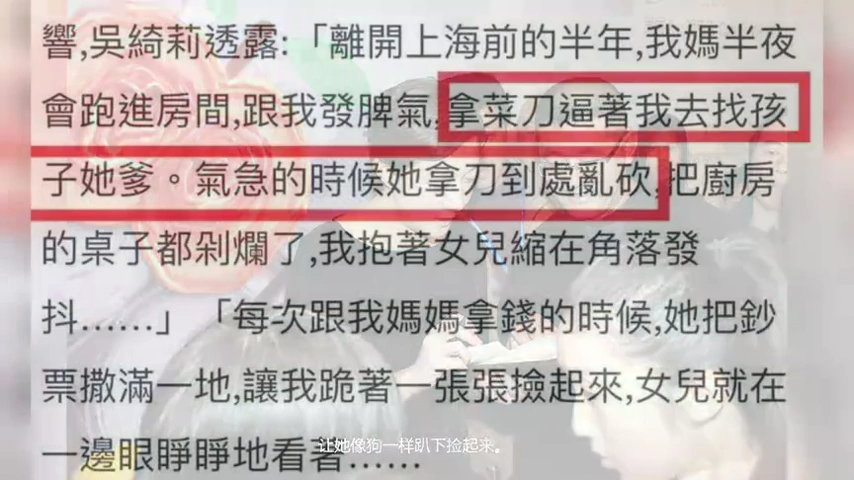 響,吳綺莉透露:「離開上海前的半年,我媽半夜
會跑進房間,跟我發脾氣,拿菜刀逼著我去找孩
子她爹。氣急的時候她拿刀到處亂砍,把廚房
的桌子都剁爛了,我抱著女兒縮在角落發
抖……」「每次跟我媽媽拿錢的時候,她把鈔
票撒滿一地,讓我跪著一張張撿起來,女兒就在
一邊眼睜睜地看著……
让她像狗一样趴下捡起来。